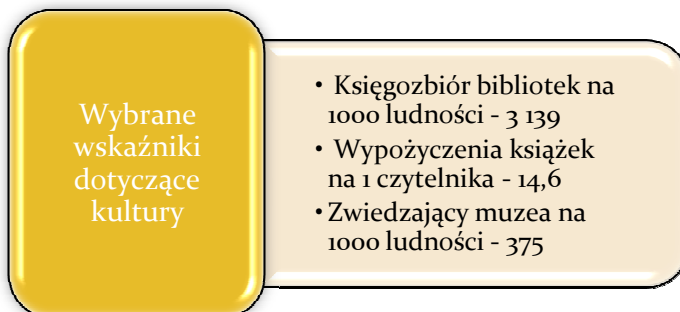 Wybrane
wskaźniki
dotyczące
kultury
• Księgozbiór bibliotek na
1000 ludności - 3 139
• Wypożyczenia książek
na 1 czytelnika - 14,6
• Zwiedzający muzea na
1000 ludności - 375